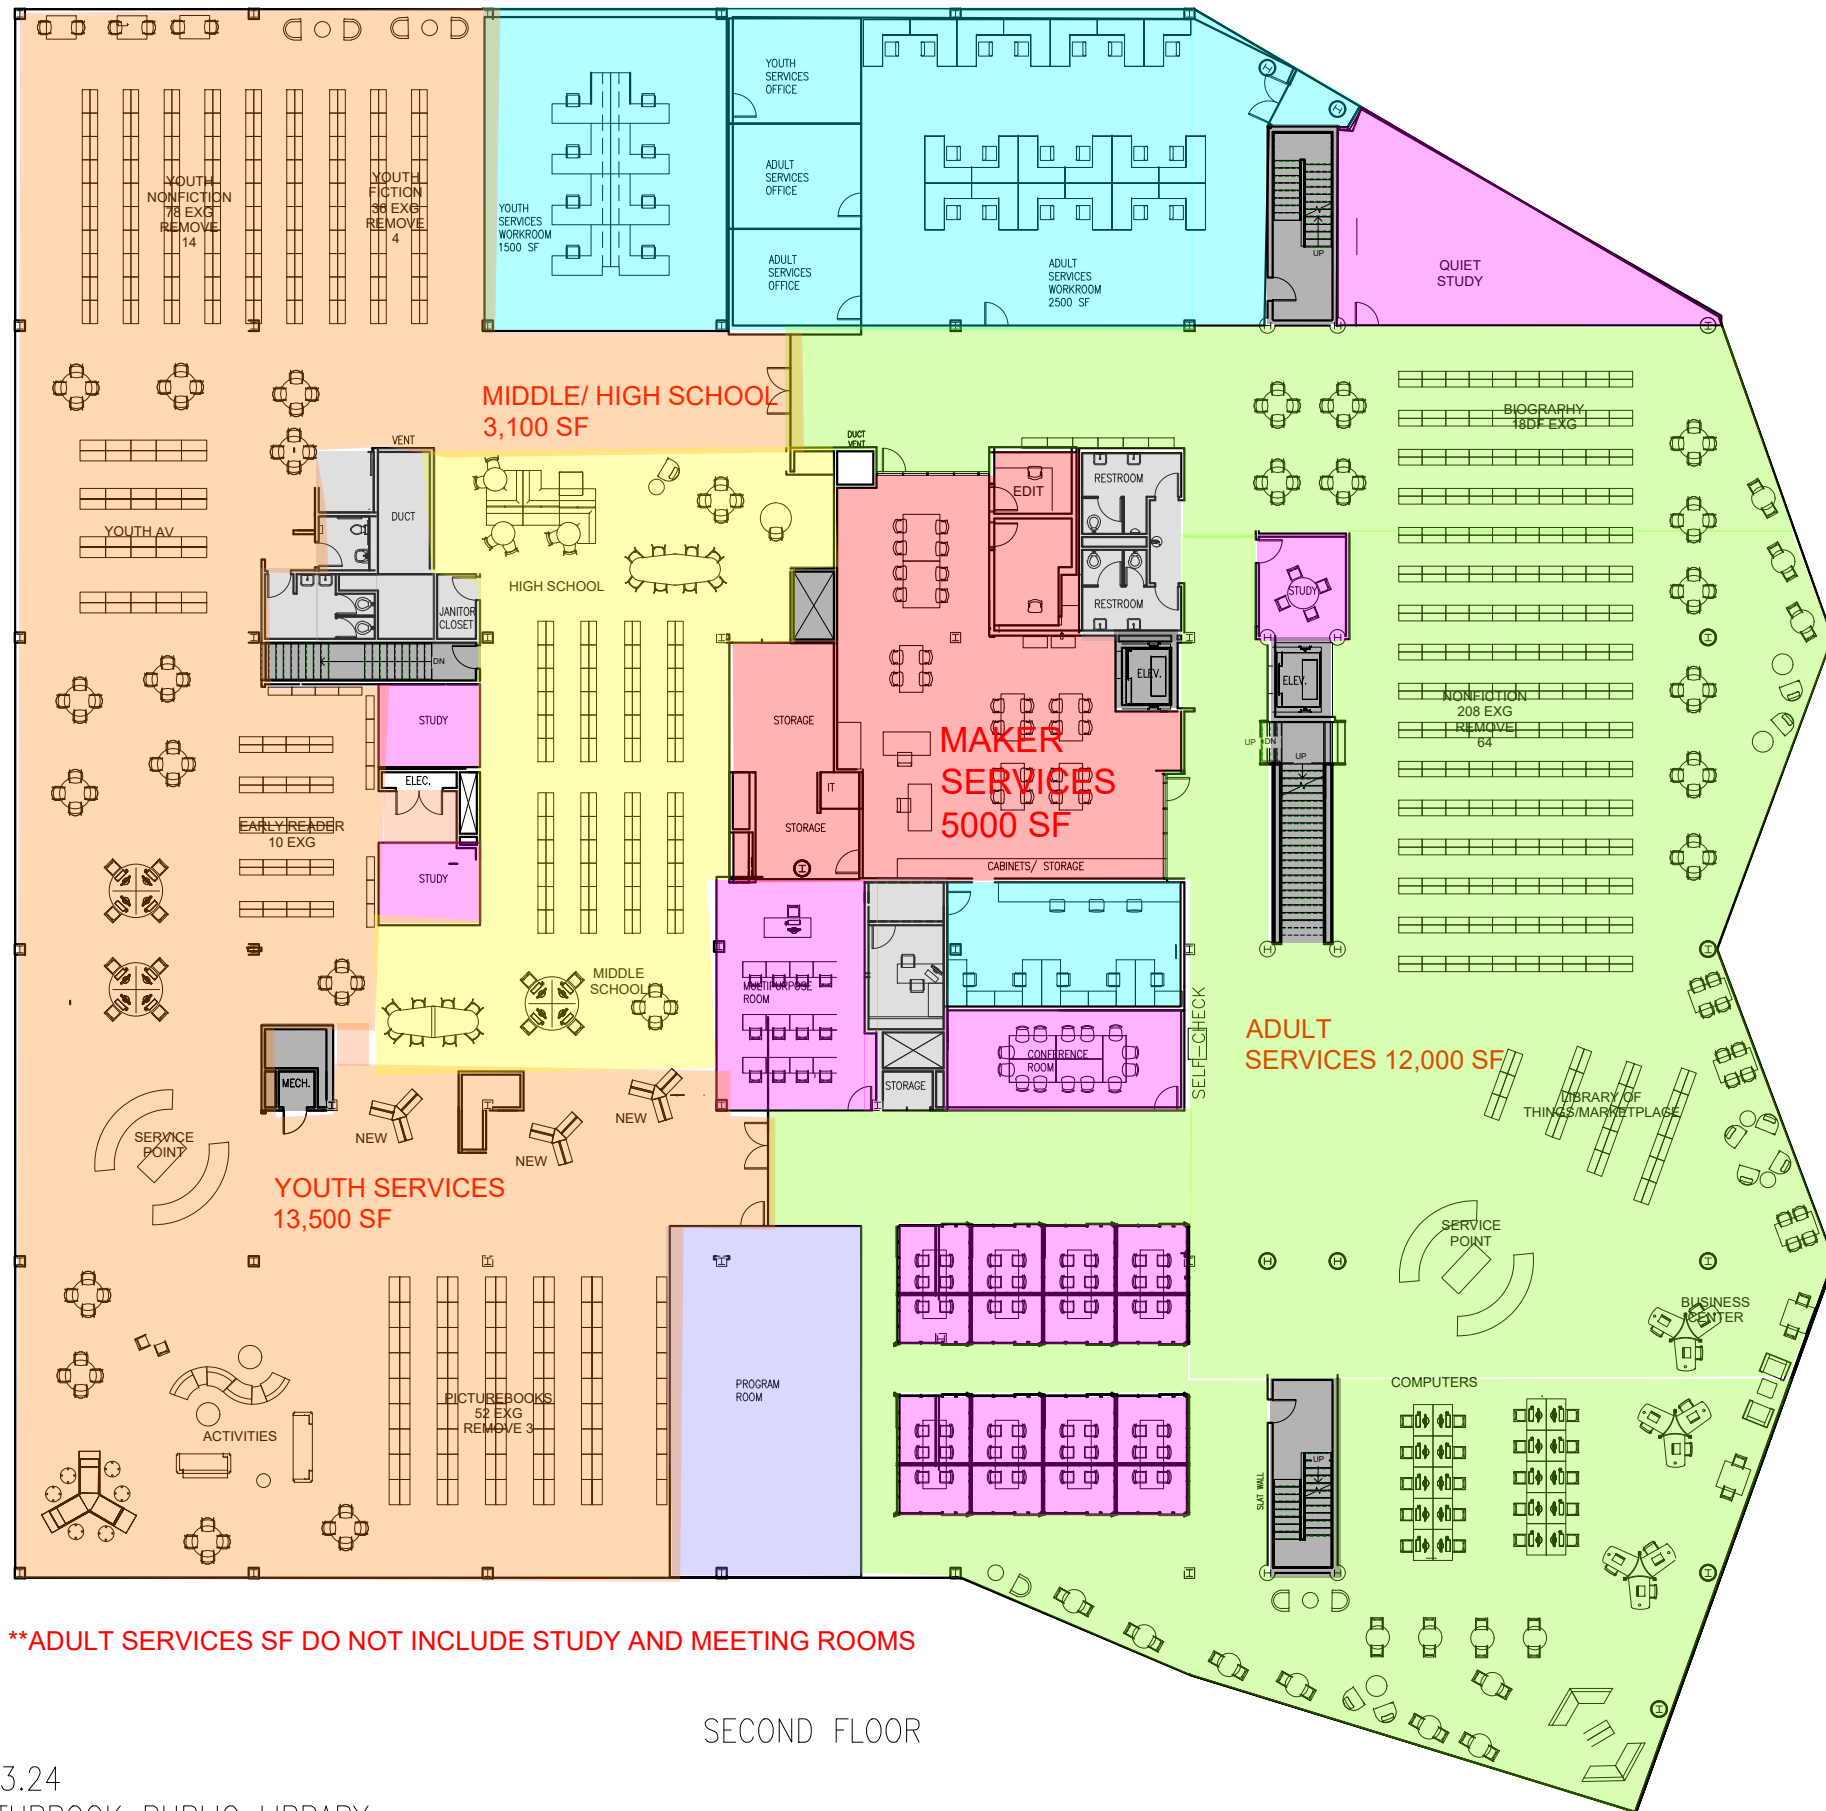 YOUTH
SERVICES
OFFICE
ADULT
SERVICES
OFFICE
ADULT
SERVICES
OFFICE
YOUTH
SERVICES
WORKROOM
1500 SF
ADULT
SERVICES
WORKROOM
2500 SF
YOUTH
NONFICTION
78 EXG
REMOVE
14
YOUTH
FICTION
36 EXG
REMOVE
4
UP
QUIET
STUDY
MIDDLE/ HIGH SCHOOL
3,100 SF
BIOGRAPHY
18DF EXG
VENT
DUCT
VENT
DUCT
EDIT
RESTROOM
YOUTH AV
HIGH SCHOOL
JANITOR
CLOSET
RESTROOM
STUDY
DN
ELEV.
ELEV.
STUDY
STORAGE
NONFICTION
208 EXG
REMOVE
64
MAKER
SERVICES
5000 SF
UP
DN
UP
ELEC.
IT
EARLY READER
10 EXG
STORAGE
STUDY
CABINETS/ STORAGE
MIDDLE
SCHOOL
MULTIPURPOSE
ROOM
SELF-CHECK
ADULT
SERVICES 12,000 SF
CONFERENCE
ROOM
MECH.
STORAGE
LIBRARY OF
THINGS/MARKETPLACE
NEW
NEW
NEW
SERVICE
POINT
YOUTH SERVICES
13,500 SF
SERVICE
POINT
BUSINESS
CENTER
PROGRAM
ROOM
COMPUTERS
PICTUREBOOKS
52 EXG
REMOVE 3
ACTIVITIES
UP
SLAT WALL
**ADULT SERVICES SF DO NOT INCLUDE STUDY AND MEETING ROOMS
SECOND FLOOR
3.24
PUBLIC LIBRARY